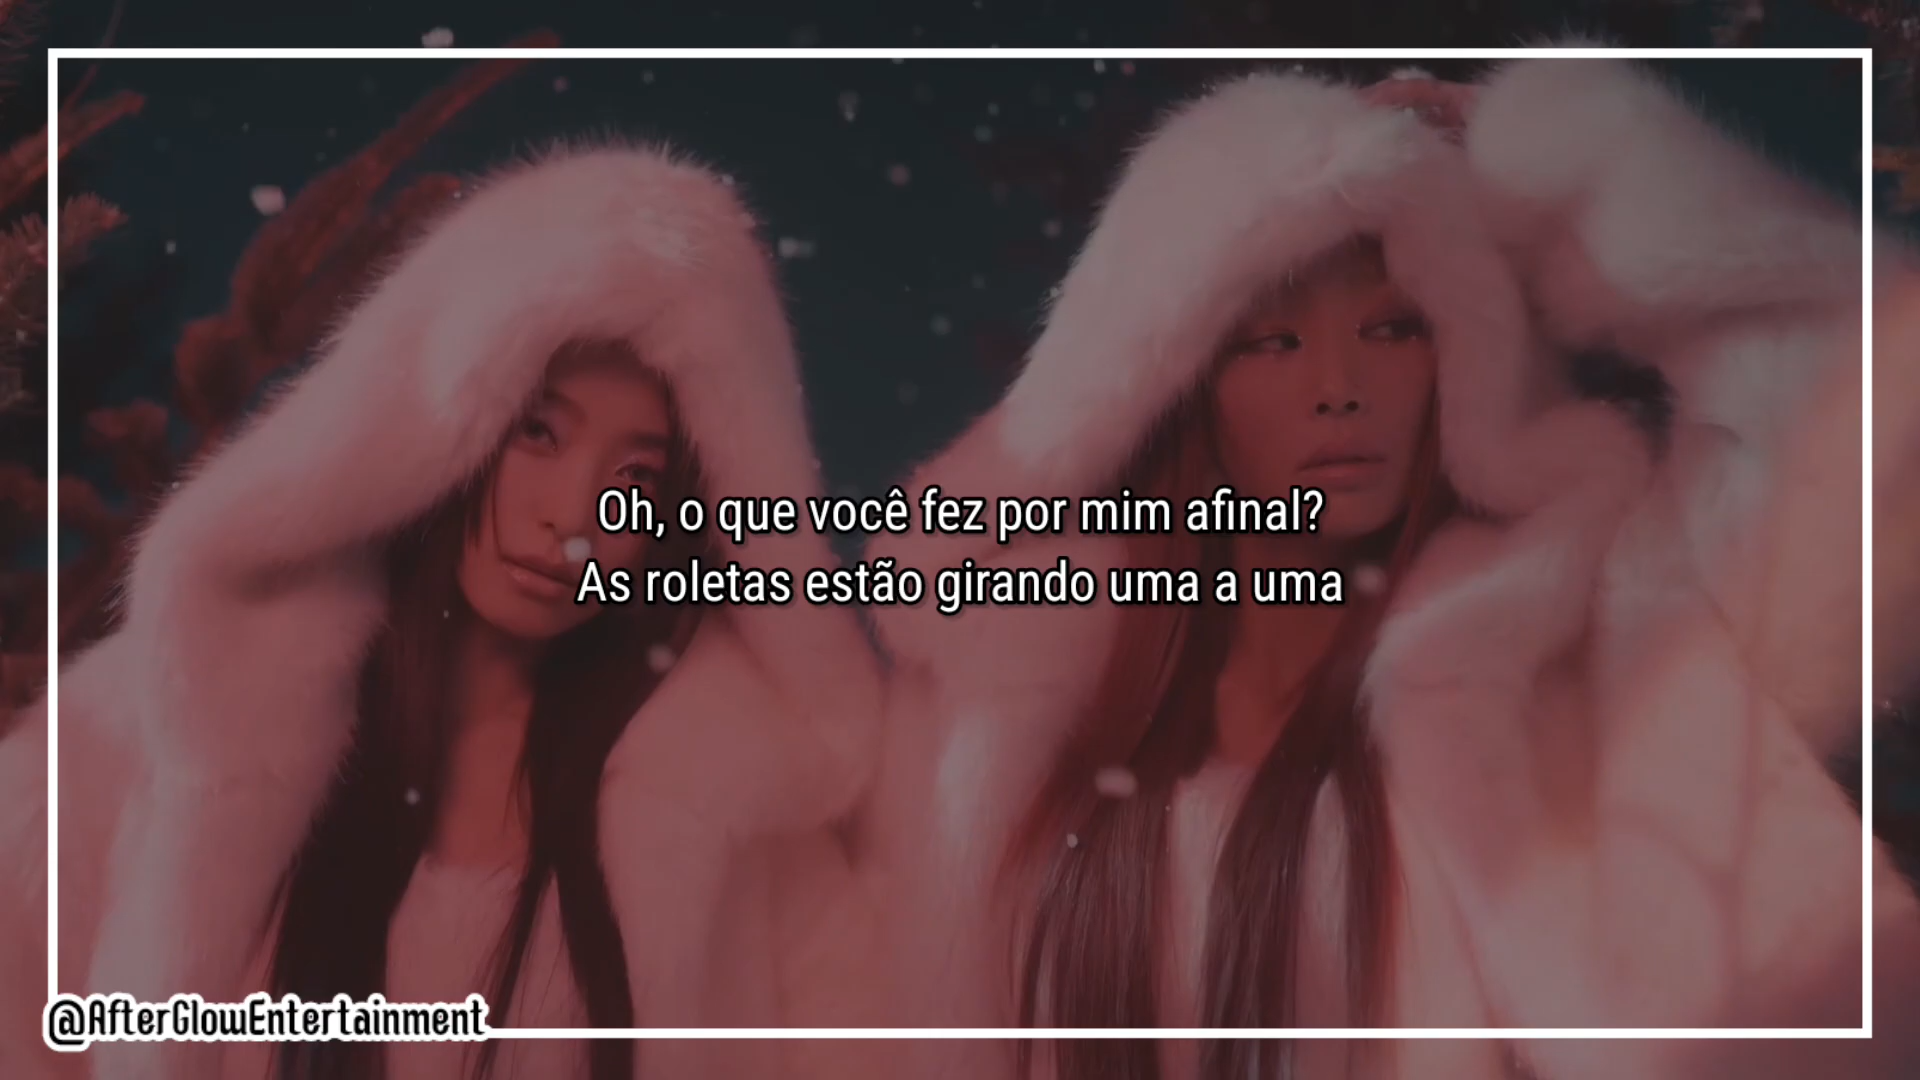 Oh, o que você fez por mim afinal?
As roletas estão girando uma a uma
@AfterGlowEntertainment